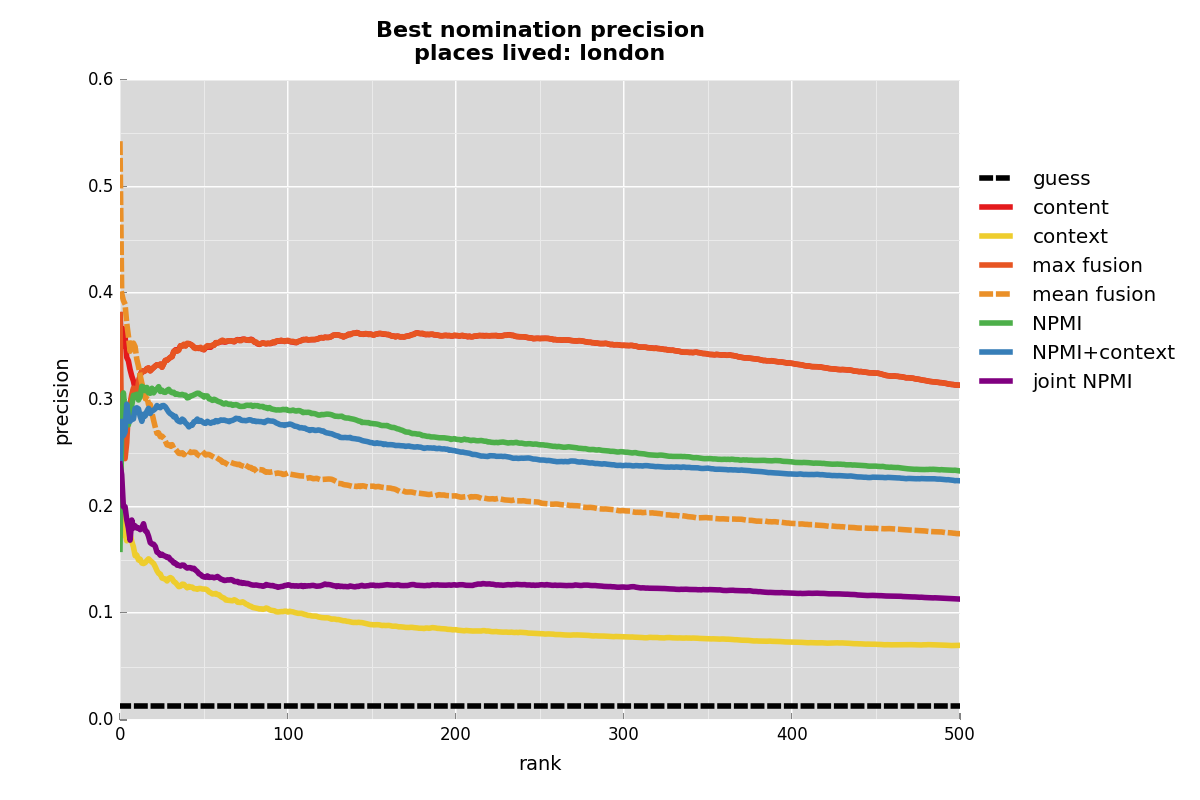 Best nomination precision
places lived: london
0.6
0.5
0.4
0.3
0.2
0.1
0.0
precision
0
100
200
300
400
500
rank
guess
content
context
max fusion
mean fusion
NPMI
NPMI+context
joint NPMI